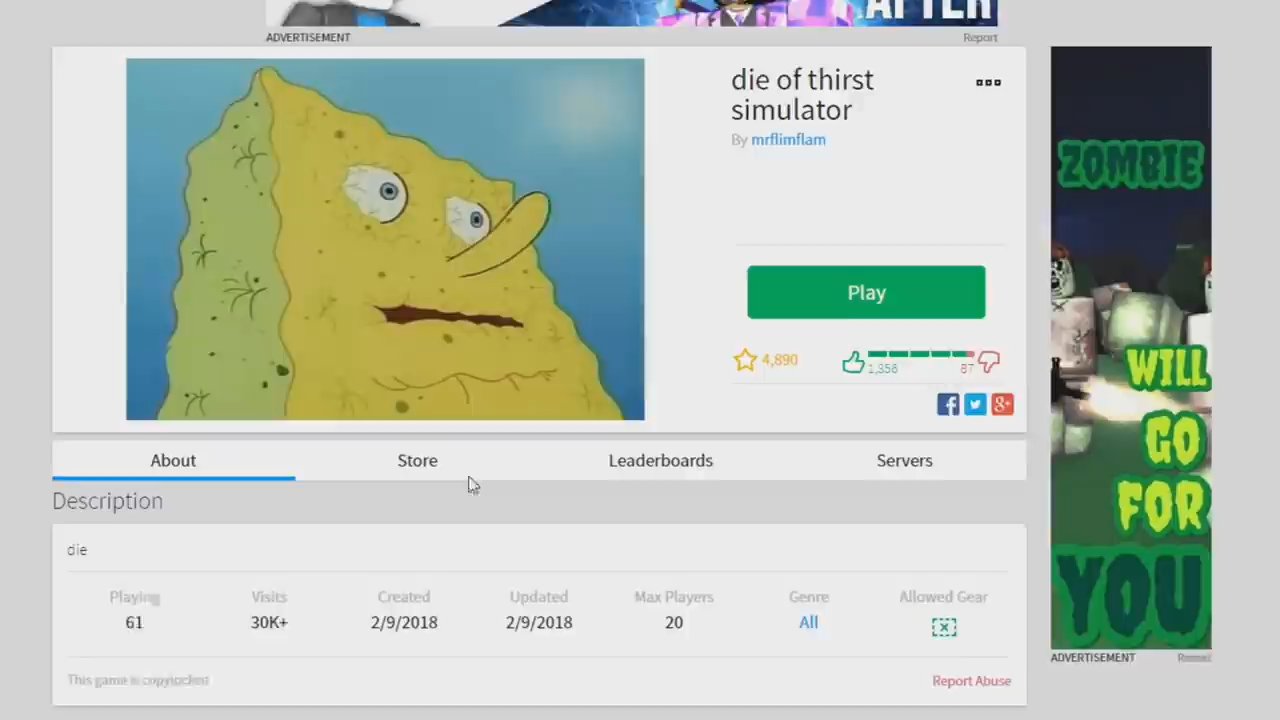 AFTER
ADVERTISEMENT
Report
die of thirst
simulator
By mrflimflam
Play
4,890
1,356
87
About
Store
Leaderboards
Servers
Description
die
Playing
Visits
Created
Updated
Max Players
Genre
Allowed Gear
61
30K+
2/9/2018
2/9/2018
20
All
This game is copylocked
Report Abuse
ZOMBIE
WILL
GO
FOR
YOU
ADVERTISEMENT